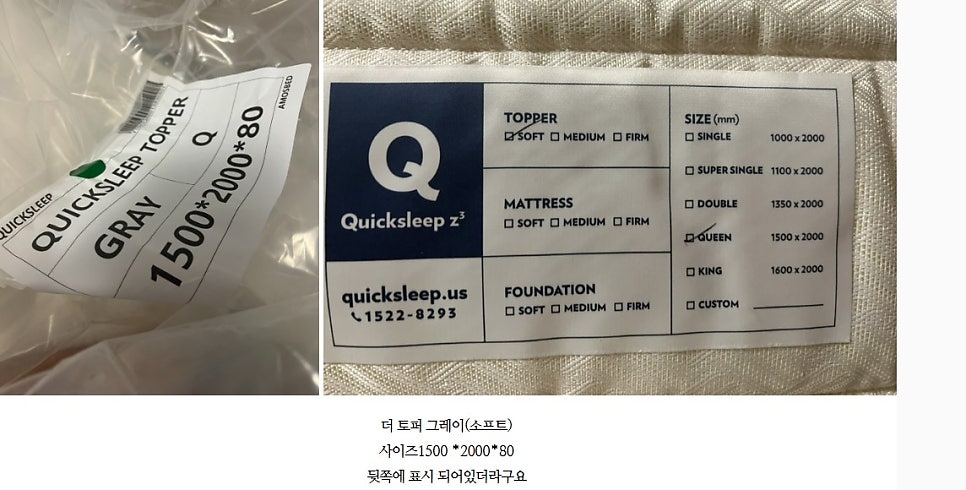 QUICKSLEEP
QUICKSLEEP TOPPER
GRAY
Q
1500*2000*80
AMOSBED
Q
Quicksleep z³
quicksleep.us
1522-8293
TOPPER
SOFT MEDIUM FIRM
MATTRESS
SOFT MEDIUM FIRM
FOUNDATION
SOFT MEDIUM FIRM
SIZE (mm)
SINGLE 1000 x 2000
SUPER SINGLE 1100 x 2000
DOUBLE 1350 x 2000
QUEEN 1500 x 2000
KING 1600 x 2000
CUSTOM
더 토퍼 그레이(소프트)
사이즈1500 *2000*80
뒷쪽에 표시 되어있더라구요